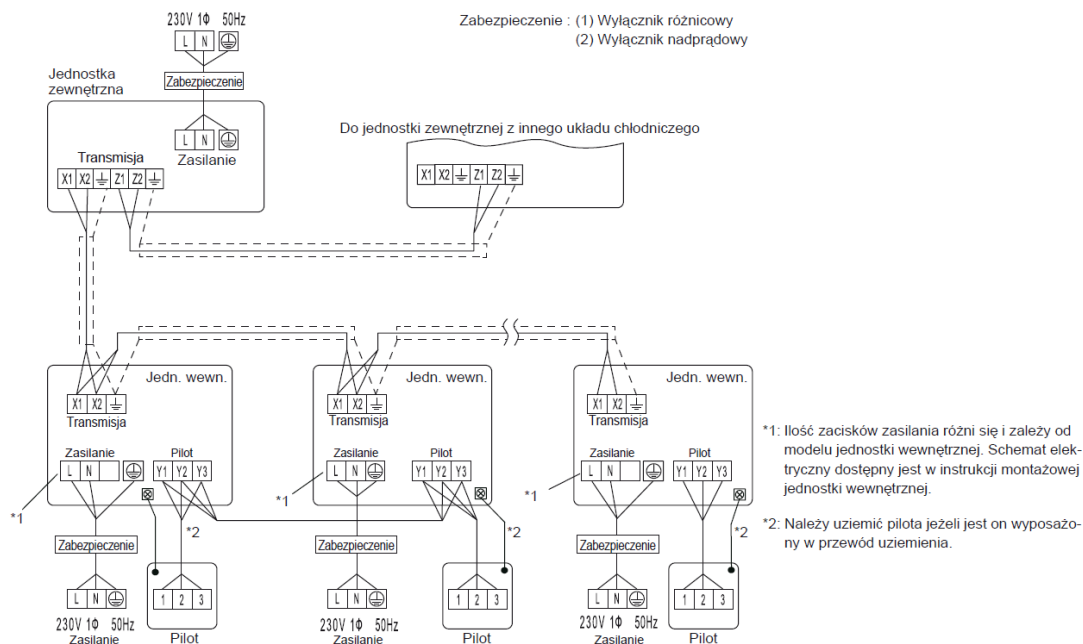 230V 1Φ 50Hz
L N
Zabezpieczenie
Zabezpieczenie : (1) Wyłącznik różnicowy
(2) Wyłącznik nadprądowy
Jednostka
zewnętrzna
L N
Zasilanie
Transmisja
X1 X2 Z1 Z2
Do jednostki zewnętrznej z innego układu chłodniczego
X1 X2 Z1 Z2
Jedn. wewn.
X1 X2
Transmisja
Zasilanie Pilot
L N Y1 Y2 Y3
*1
*2
Zabezpieczenie
L N
230V 1Φ 50Hz
Zasilanie
1 2 3
Pilot
Jedn. wewn.
X1 X2
Transmisja
Zasilanie Pilot
L N Y1 Y2 Y3
*1
*2
Zabezpieczenie
L N
230V 1Φ 50Hz
Zasilanie
1 2 3
Pilot
Jedn. wewn.
X1 X2
Transmisja
Zasilanie Pilot
L N Y1 Y2 Y3
*1
*2
Zabezpieczenie
L N
230V 1Φ 50Hz
Zasilanie
1 2 3
Pilot
*1: Ilość zacisków zasilania różni się i zależy od
modelu jednostki wewnętrznej. Schemat elek-
tryczny dostępny jest w instrukcji montażowej
jednostki wewnętrznej.
*2: Należy uziemić pilota jeżeli jest on wyposażo-
ny w przewód uziemienia.